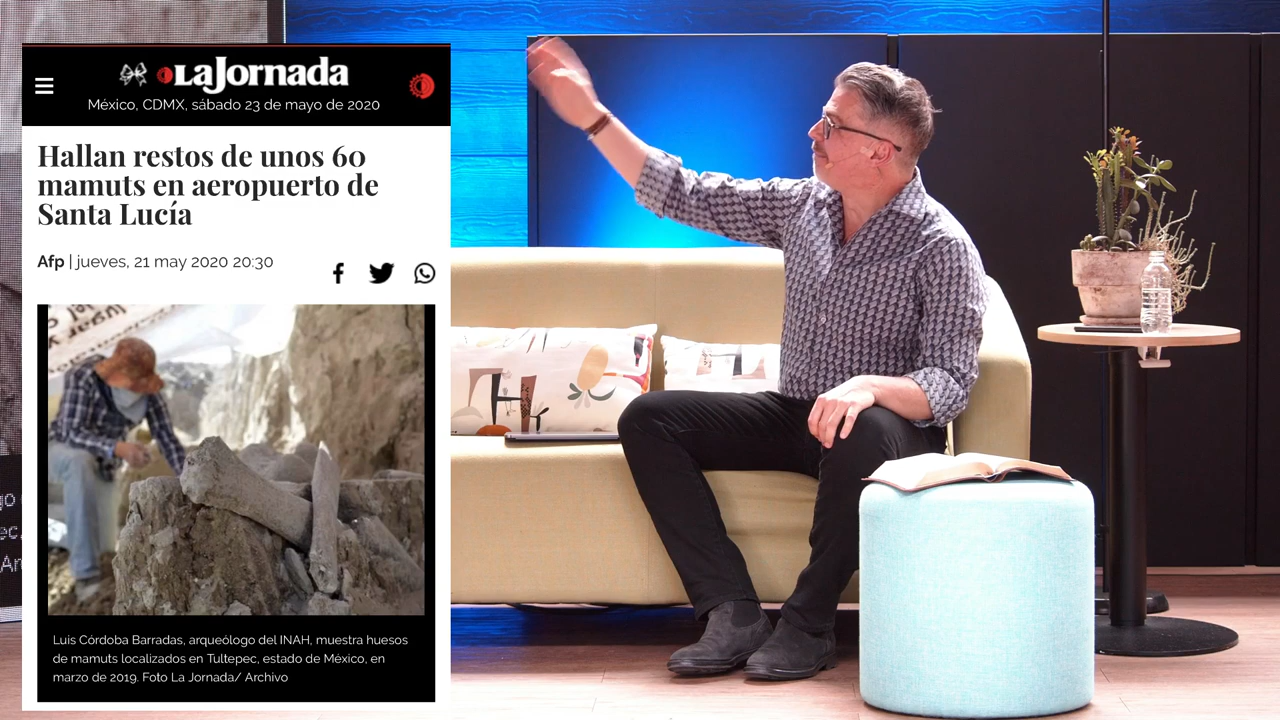 LaJornada
México, CDMX, sábado 23 de mayo de 2020
Hallan restos de unos 60
mamuts en aeropuerto de
Santa Lucía
Afp | jueves, 21 may 2020 20:30
Luis Córdoba Barradas, arqueólogo del INAH, muestra huesos
de mamuts localizados en Tultepec, estado de México, en
marzo de 2019. Foto La Jornada/ Archivo